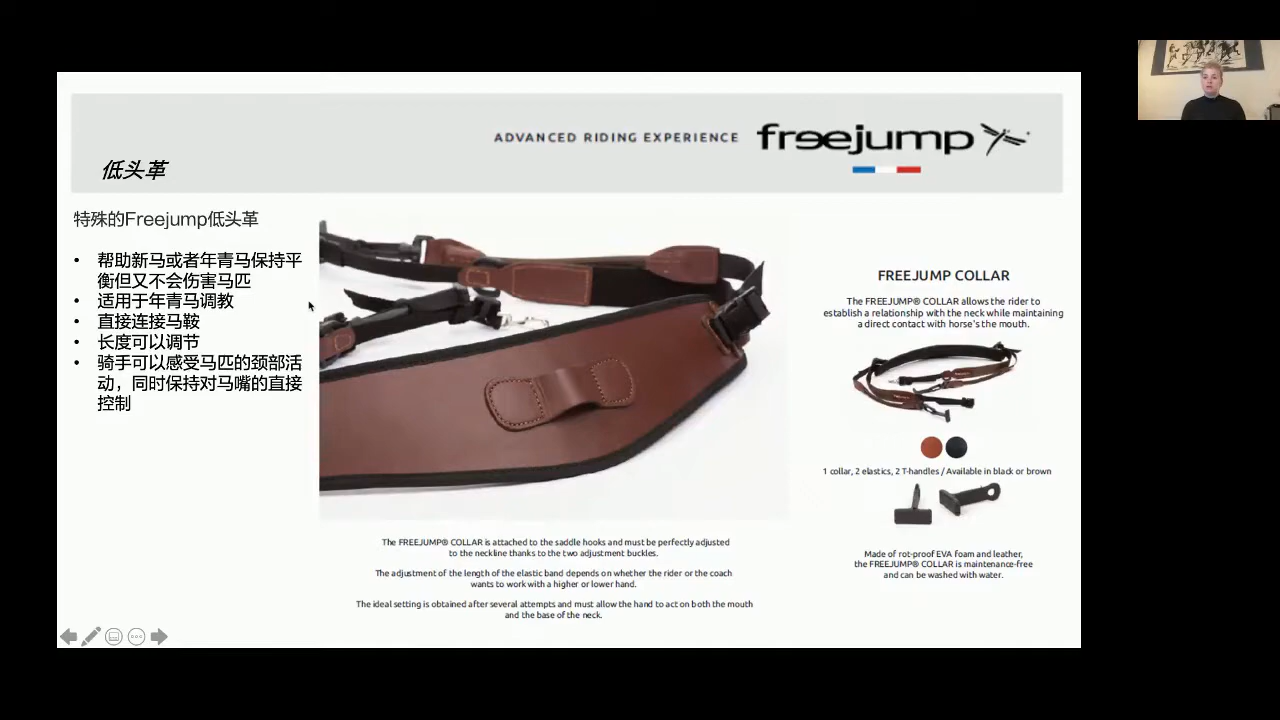 ADVANCED RIDING EXPERIENCE
freejump
低头革
特殊的Freejump低头革
• 帮助新马或者年青马保持平
衡但又不会伤害马匹
• 适用于年青马调教
• 直接连接马鞍
• 长度可以调节
• 骑手可以感受马匹的颈部活
动，同时保持对马嘴的直接
控制
The FREEJUMP® COLLAR is attached to the saddle hooks and must be perfectly adjusted
to the neckline thanks to the two adjustment buckles.
The adjustment of the length of the elastic band depends on whether the rider or the coach
wants to work with a higher or lower hand.
The ideal setting is obtained after several attempts and must allow the hand to act on both the mouth
and the base of the neck.
FREEJUMP COLLAR
The FREEJUMP® COLLAR allows the rider to
establish a relationship with the neck while maintaining
a direct contact with horse's the mouth.
1 collar, 2 elastics, 2 T-handles / Available in black or brown
Made of rot-proof EVA foam and leather,
the FREEJUMP® COLLAR is maintenance-free
and can be washed with water.